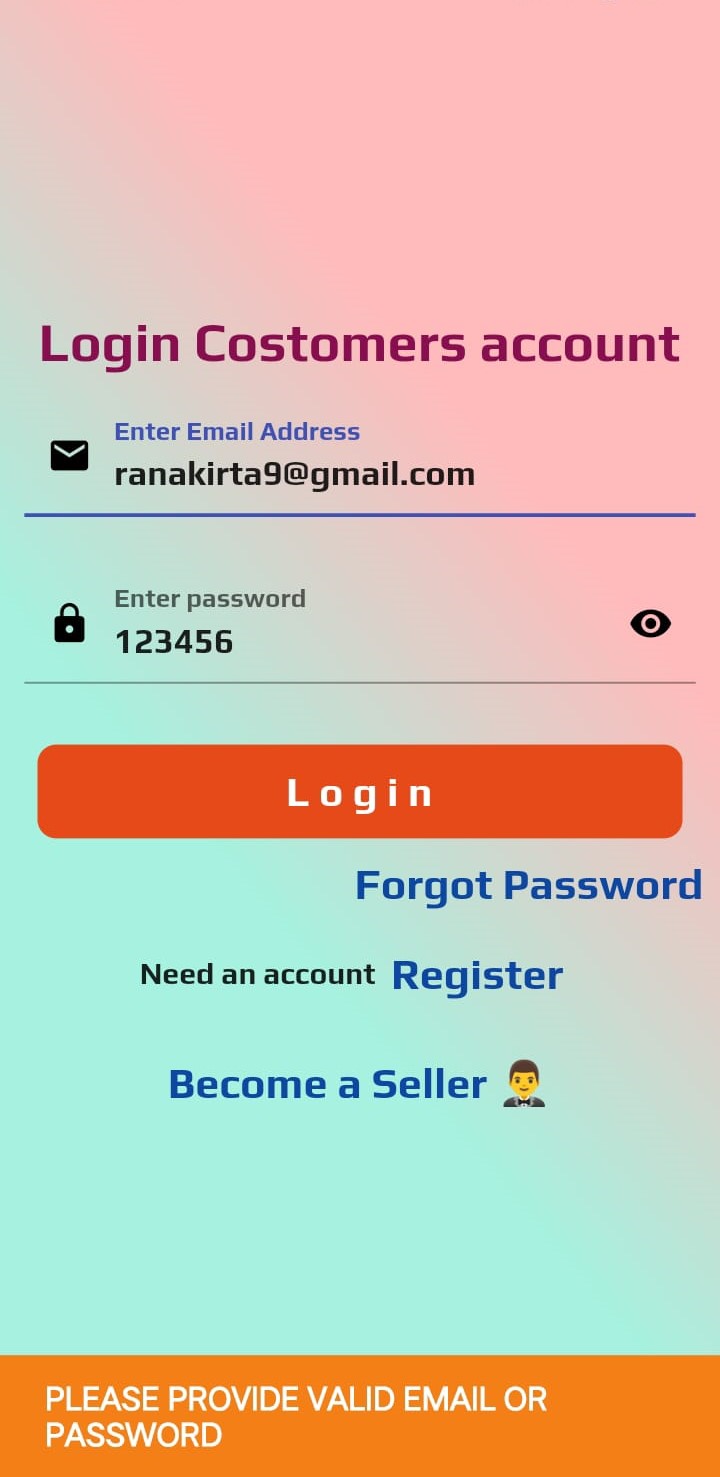 Login Costomers account
Enter Email Address
ranakirta9@gmail.com
Enter password
123456
Login
Forgot Password
Need an account Register
Become a Seller
PLEASE PROVIDE VALID EMAIL OR
PASSWORD